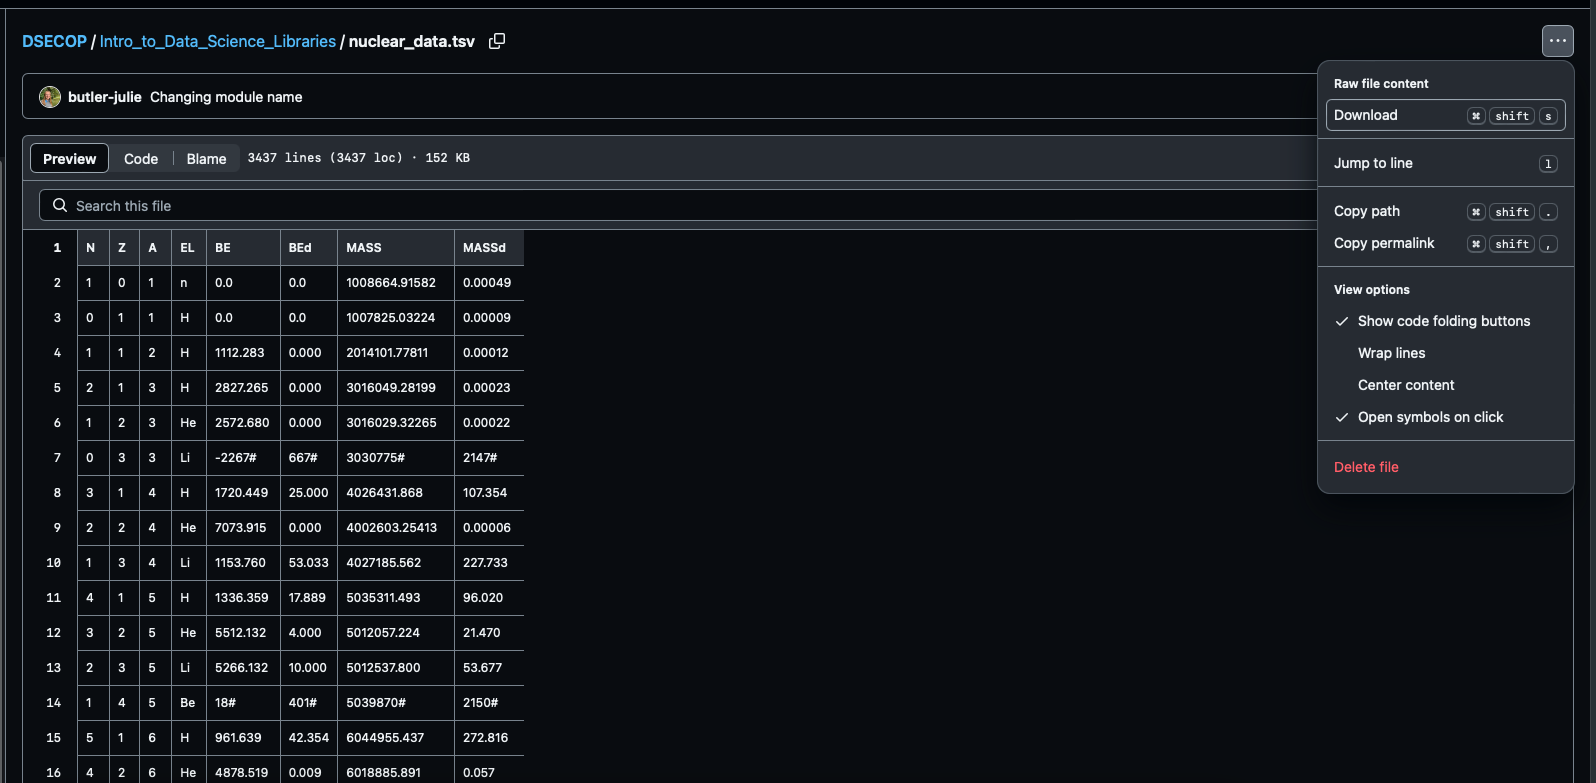 DSECOP / Intro_to_Data_Science_Libraries / nuclear_data.tsv
butler-julie Changing module name
Preview Code Blame 3437 lines (3437 loc) · 152 KB
Search this file
1 N Z A EL BE BEd MASS MASSd
2 1 0 1 n 0.0 0.0 1008664.91582 0.00049
3 0 1 1 H 0.0 0.0 1007825.03224 0.00009
4 1 1 2 H 1112.283 0.000 2014101.77811 0.00012
5 2 1 3 H 2827.265 0.000 3016049.28199 0.00023
6 1 2 3 He 2572.680 0.000 3016029.32265 0.00022
7 0 3 3 Li -2267# 667# 3030775# 2147#
8 3 1 4 H 1720.449 25.000 4026431.868 107.354
9 2 2 4 He 7073.915 0.000 4002603.25413 0.00006
10 1 3 4 Li 1153.760 53.033 4027185.562 227.733
11 4 1 5 H 1336.359 17.889 5035311.493 96.020
12 3 2 5 He 5512.132 4.000 5012057.224 21.470
13 2 3 5 Li 5266.132 10.000 5012537.800 53.677
14 1 4 5 Be 18# 401# 5039870# 2150#
15 5 1 6 H 961.639 42.354 6044955.437 272.816
16 4 2 6 He 4878.519 0.009 6018885.891 0.057
Raw file content
Download ⌘ shift s
Jump to line l
Copy path ⌘ shift .
Copy permalink ⌘ shift ,
View options
Show code folding buttons
Wrap lines
Center content
Open symbols on click
Delete file